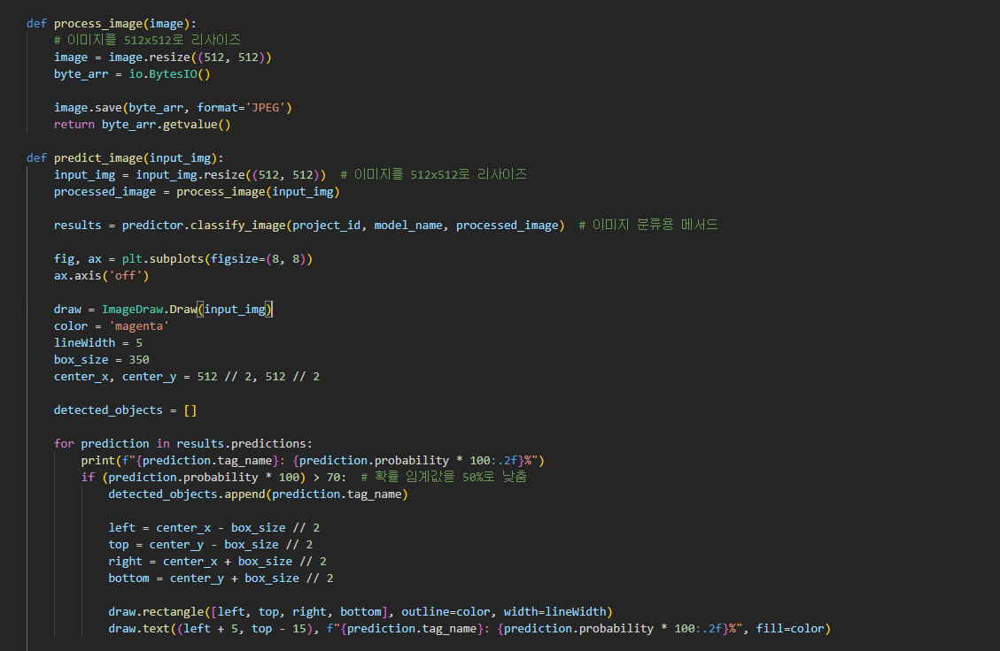 def process_image(image):
    # 이미지를 512x512로 리사이즈
    image = image.resize((512, 512))
    byte_arr = io.BytesIO()
    image.save(byte_arr, format='JPEG')
    return byte_arr.getvalue()
def predict_image(input_img):
    input_img = input_img.resize((512, 512))  # 이미지를 512x512로 리사이즈
    processed_image = process_image(input_img)
    results = predictor.classify_image(project_id, model_name, processed_image)  # 이미지 분류용 메서드
    fig, ax = plt.subplots(figsize=(8, 8))
    ax.axis('off')
    draw = ImageDraw.Draw(input_img)
    color = 'magenta'
    lineWidth = 5
    box_size = 350
    center_x, center_y = 512 // 2, 512 // 2
    detected_objects = []
    for prediction in results.predictions:
        print(f"{prediction.tag_name}: {prediction.probability * 100:.2f}%")
        if (prediction.probability * 100) > 70:  # 확률 임계값을 50%로 낮춤
            detected_objects.append(prediction.tag_name)
            left = center_x - box_size // 2
            top = center_y - box_size // 2
            right = center_x + box_size // 2
            bottom = center_y + box_size // 2
            draw.rectangle([left, top, right, bottom], outline=color, width=lineWidth)
            draw.text((left + 5, top - 15), f"{prediction.tag_name}: {prediction.probability * 100:.2f}%", fill=color)